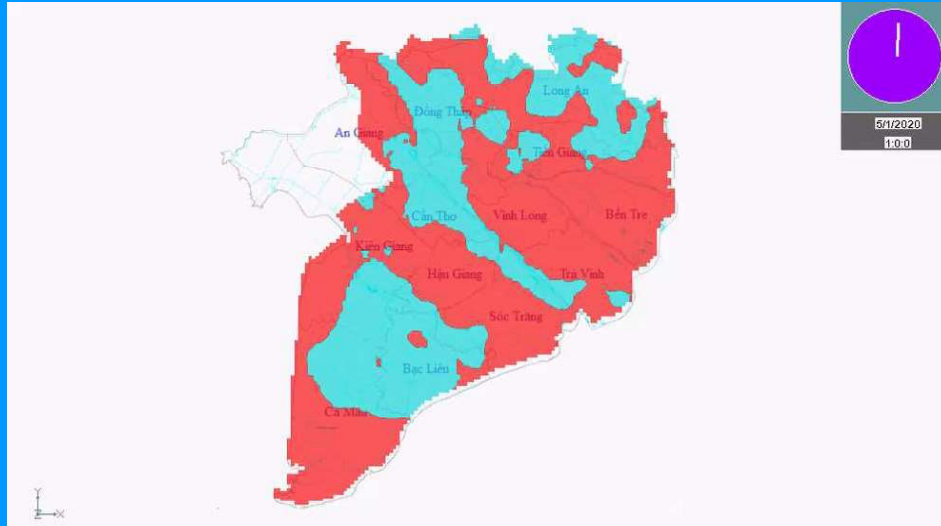 5/1/2020
1:0:0
Long An
Đồng Tháp
An Giang
Tiền Giang
Cần Thơ
Vĩnh Long
Bến Tre
Kiên Giang
Hậu Giang
Trà Vinh
Sóc Trăng
Bạc Liêu
Cà Mau
Y
Z
X